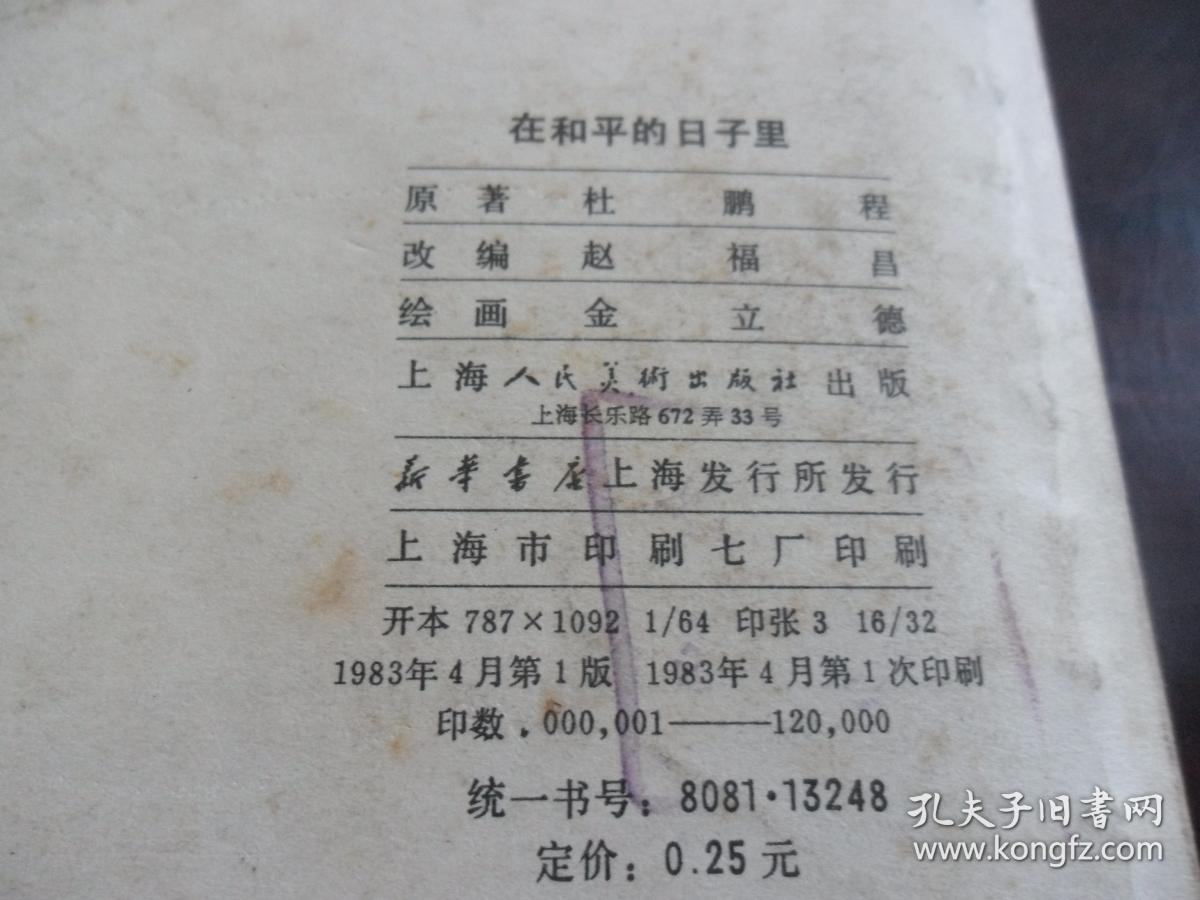 在和平的日子里
原著 杜鹏程
改编 赵福昌
绘画 金立德
上海人民美術出版社出版
上海长乐路672弄33号
新華書店上海发行所发行
上海市印刷七厂印刷
开本 787×1092 1/64 印张 3 16/32
1983年4月第1版 1983年4月第1次印刷
印数.000,001——120,000
统一书号:8081·13248
定价:0.25元
孔夫子旧书网
www.kongfz.com